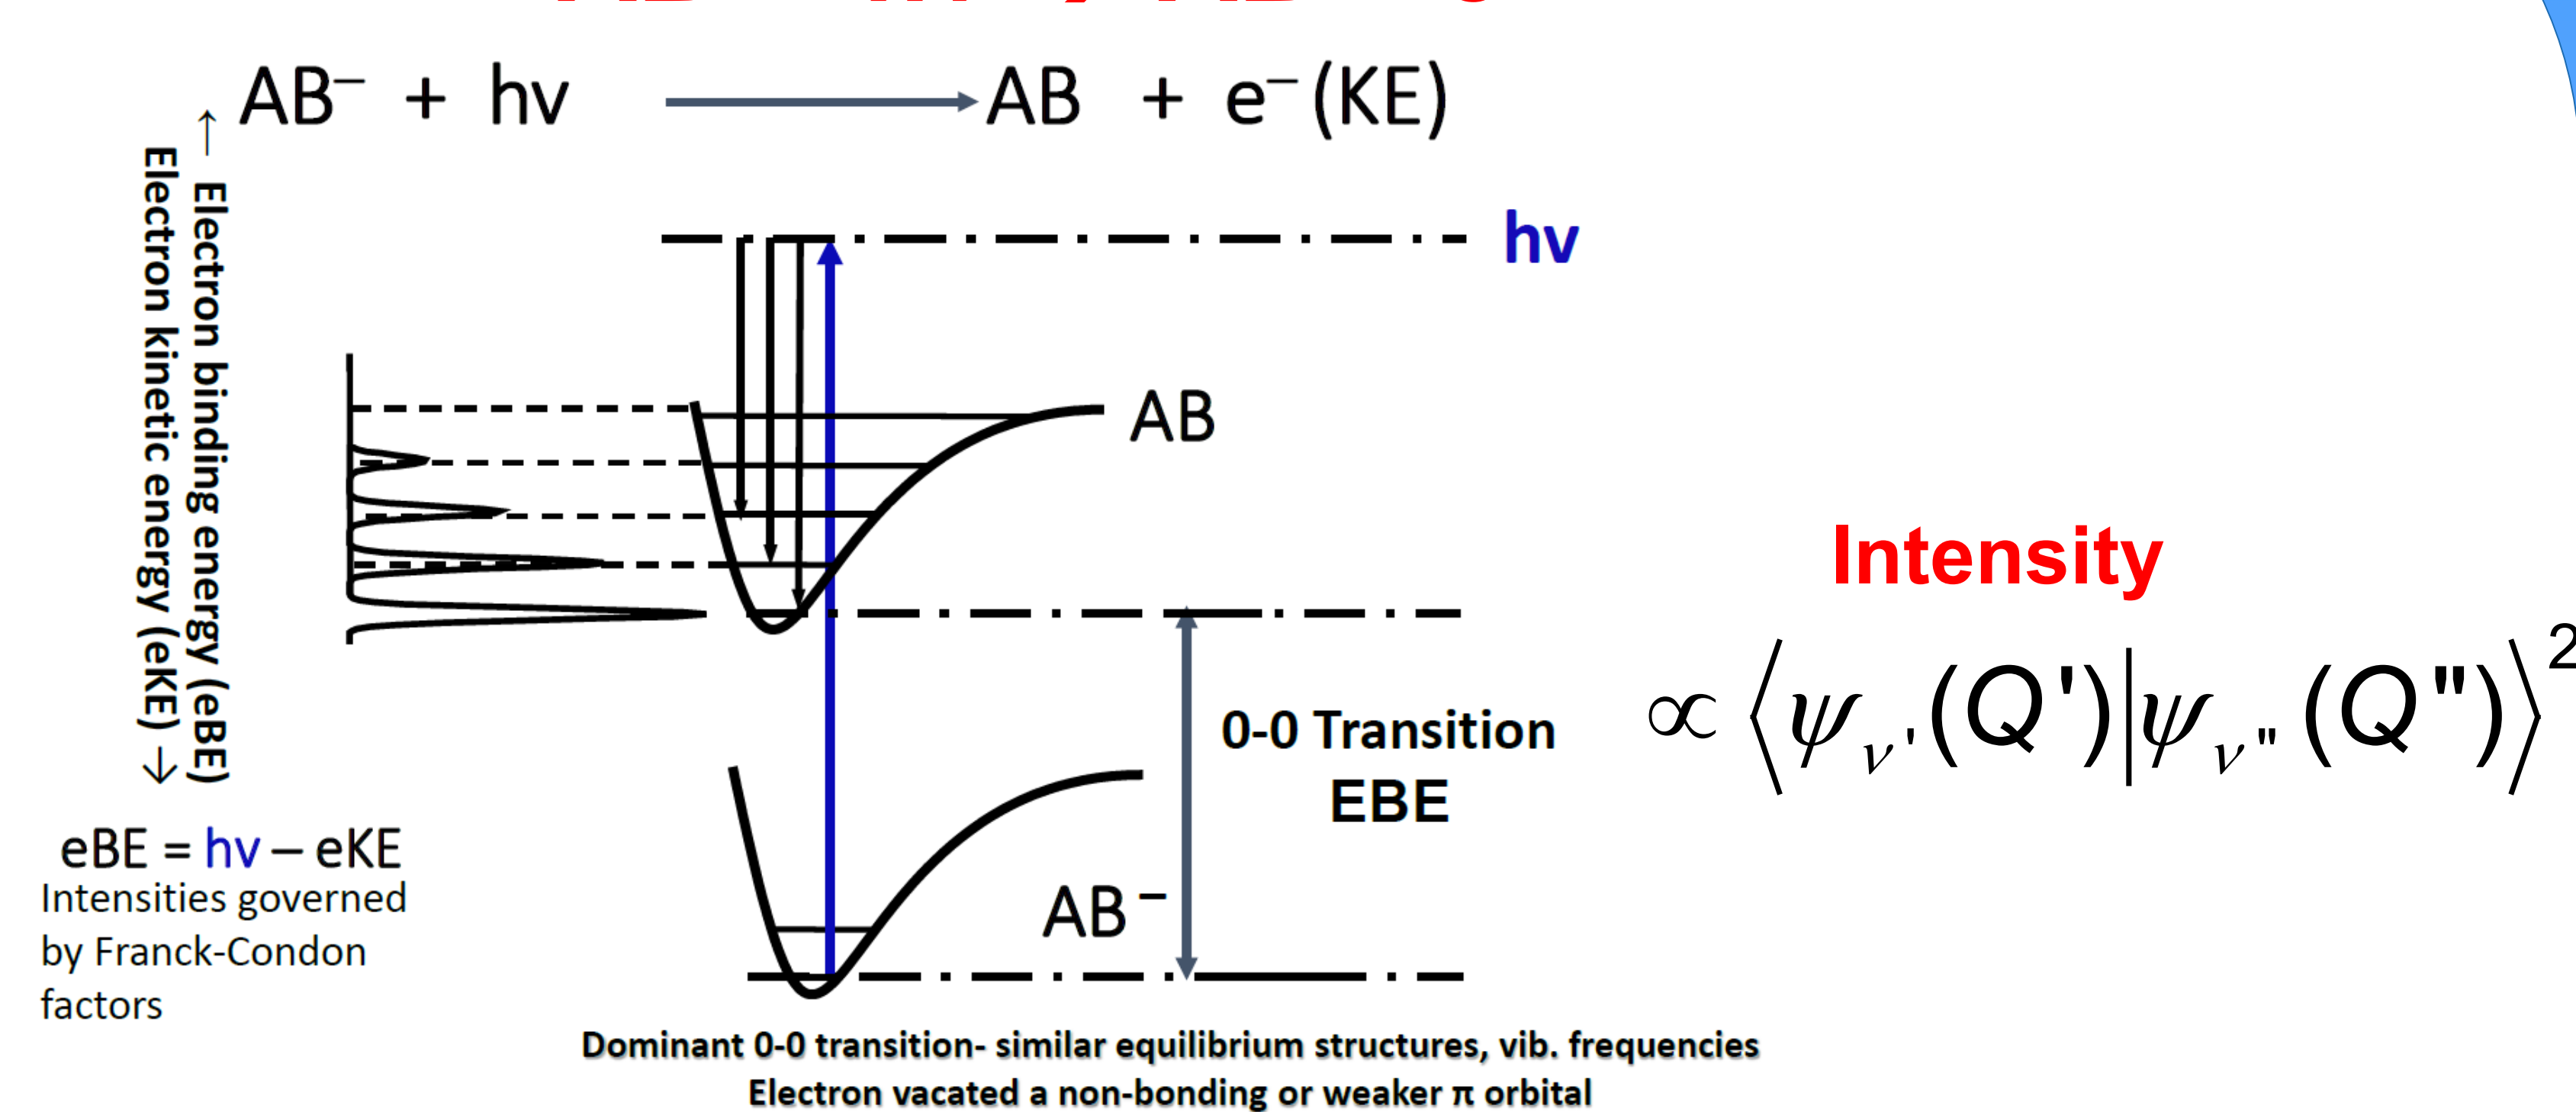 AB⁻ + hν ⟶ AB + e⁻ (KE)
← Electron binding energy (eBE)
Electron kinetic energy (eKE) →
hν
AB
Intensity
∝ ⟨ψᵥ'(Q')|ψᵥ"(Q")⟩²
0-0 Transition
EBE
AB⁻
eBE = hν – eKE
Intensities governed
by Franck-Condon
factors
Dominant 0-0 transition- similar equilibrium structures, vib. frequencies
Electron vacated a non-bonding or weaker π orbital